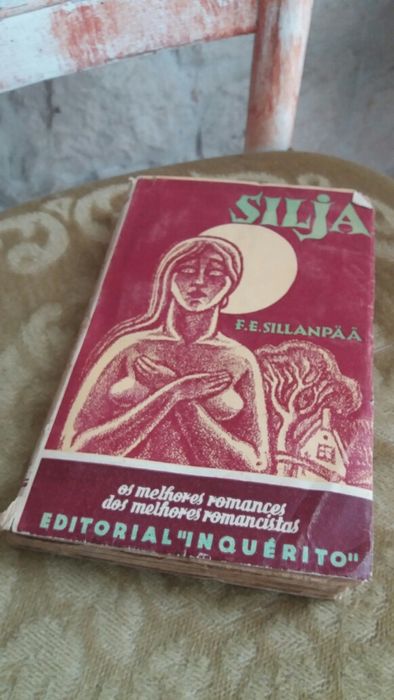 SILJA
F. E. SILLANPÄÄ
os melhores romances
dos melhores romancistas
EDITORIAL "INQUÉRITO"